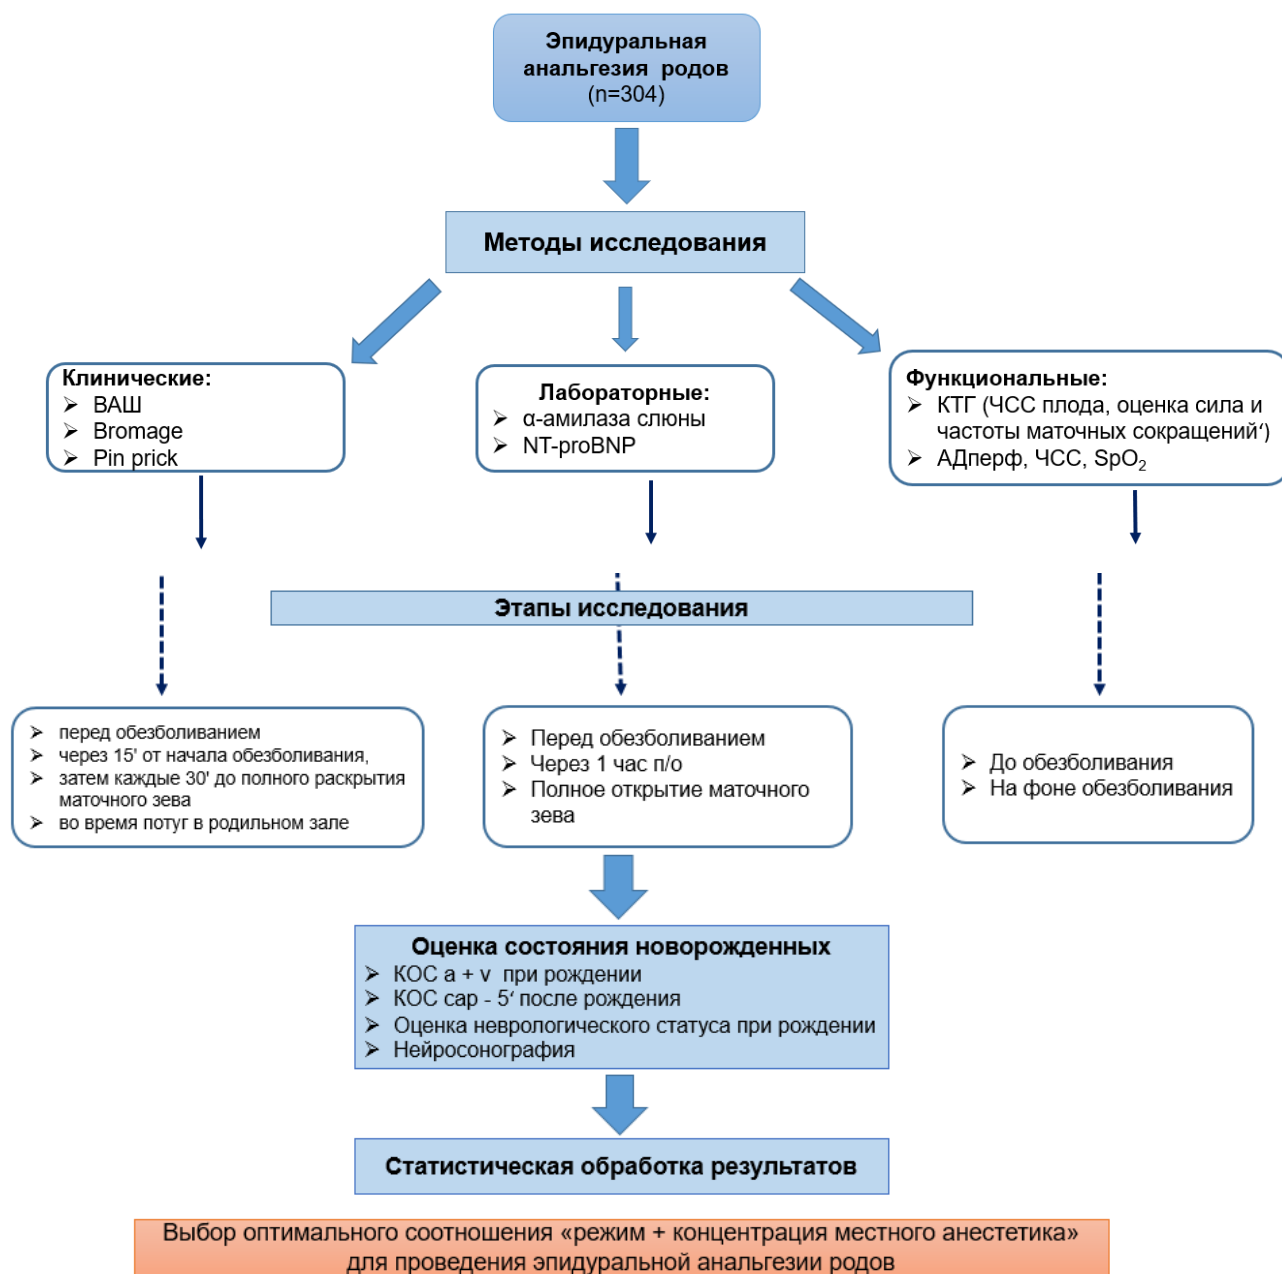 Эпидуральная
анальгезия родов
(n=304)
Методы исследования
Клинические:
➢ ВАШ
➢ Bromage
➢ Pin prick
Лабораторные:
➢ α-амилаза слюны
➢ NT-proBNP
Функциональные:
➢ КТГ (ЧСС плода, оценка сила и
частоты маточных сокращений‘)
➢ АДперф, ЧСС, SpO₂
Этапы исследования
➢ перед обезболиванием
➢ через 15' от начала обезболивания,
➢ затем каждые 30' до полного раскрытия
маточного зева
➢ во время потуг в родильном зале
➢ Перед обезболиванием
➢ Через 1 час п/о
➢ Полное открытие маточного
зева
➢ До обезболивания
➢ На фоне обезболивания
Оценка состояния новорожденных
➢ КОС a + v при рождении
➢ КОС cap - 5‘ после рождения
➢ Оценка неврологического статуса при рождении
➢ Нейросонография
Статистическая обработка результатов
Выбор оптимального соотношения «режим + концентрация местного анестетика»
для проведения эпидуральной анальгезии родов